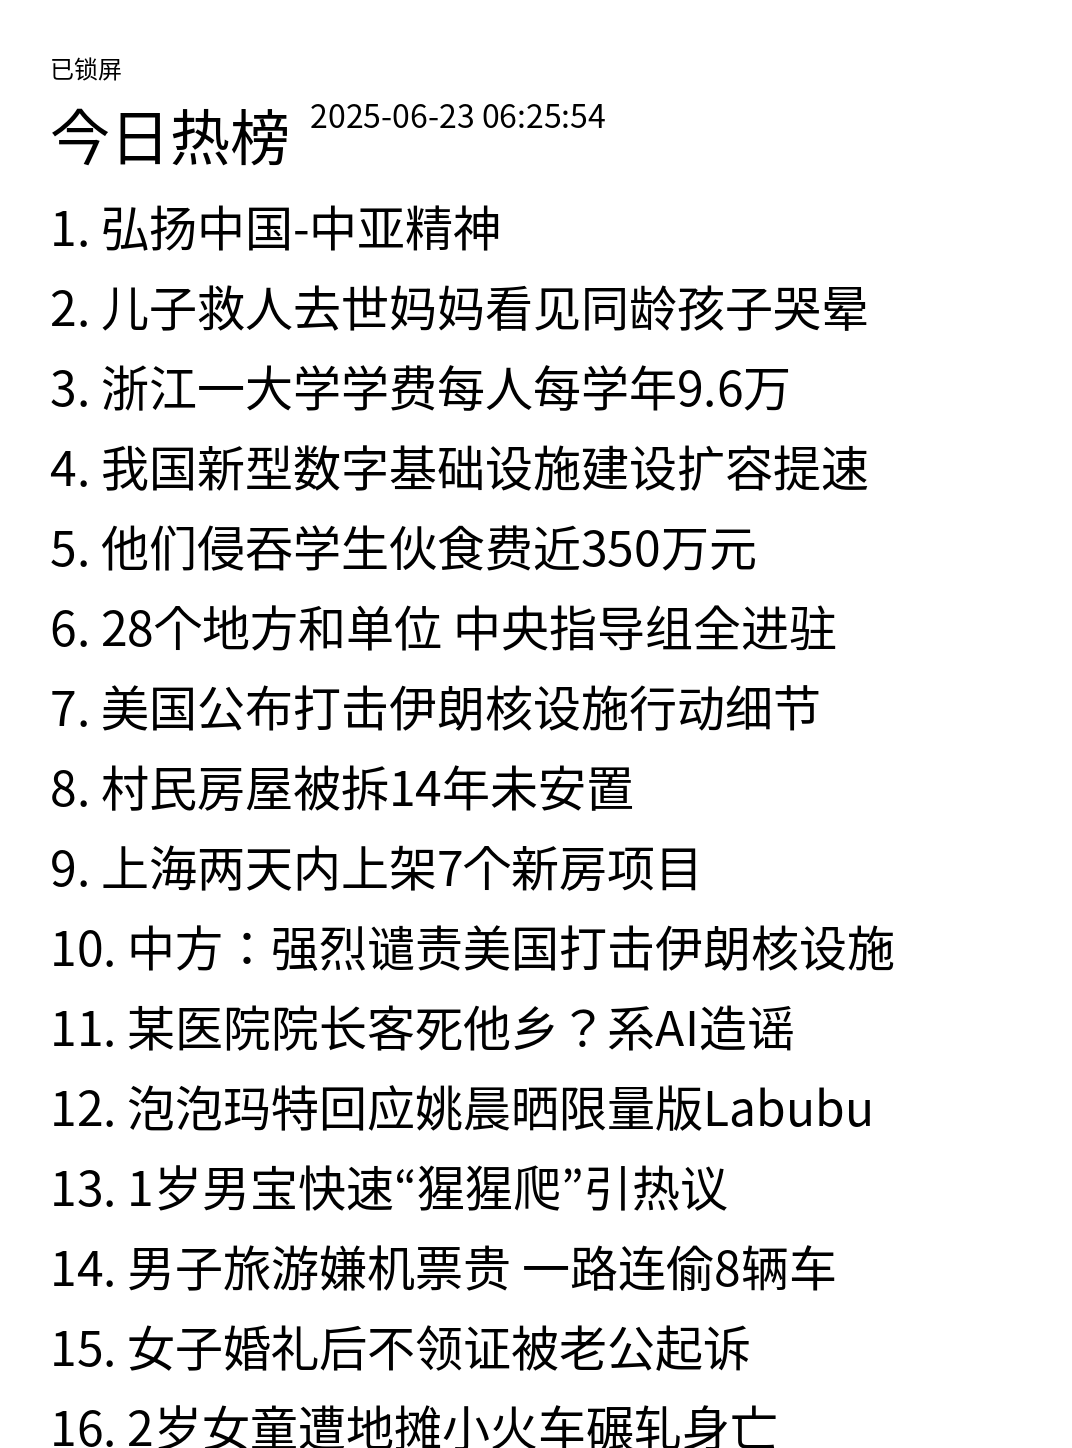 已锁屏
今日热榜 2025-06-23 06:25:54
1. 弘扬中国-中亚精神
2. 儿子救人去世妈妈看见同龄孩子哭晕
3. 浙江一大学学费每人每学年9.6万
4. 我国新型数字基础设施建设扩容提速
5. 他们侵吞学生伙食费近350万元
6. 28个地方和单位 中央指导组全进驻
7. 美国公布打击伊朗核设施行动细节
8. 村民房屋被拆14年未安置
9. 上海两天内上架7个新房项目
10. 中方：强烈谴责美国打击伊朗核设施
11. 某医院院长客死他乡？系AI造谣
12. 泡泡玛特回应姚晨晒限量版Labubu
13. 1岁男宝快速“猩猩爬”引热议
14. 男子旅游嫌机票贵 一路连偷8辆车
15. 女子婚礼后不领证被老公起诉
16. 2岁女童遭地摊小火车碾轧身亡